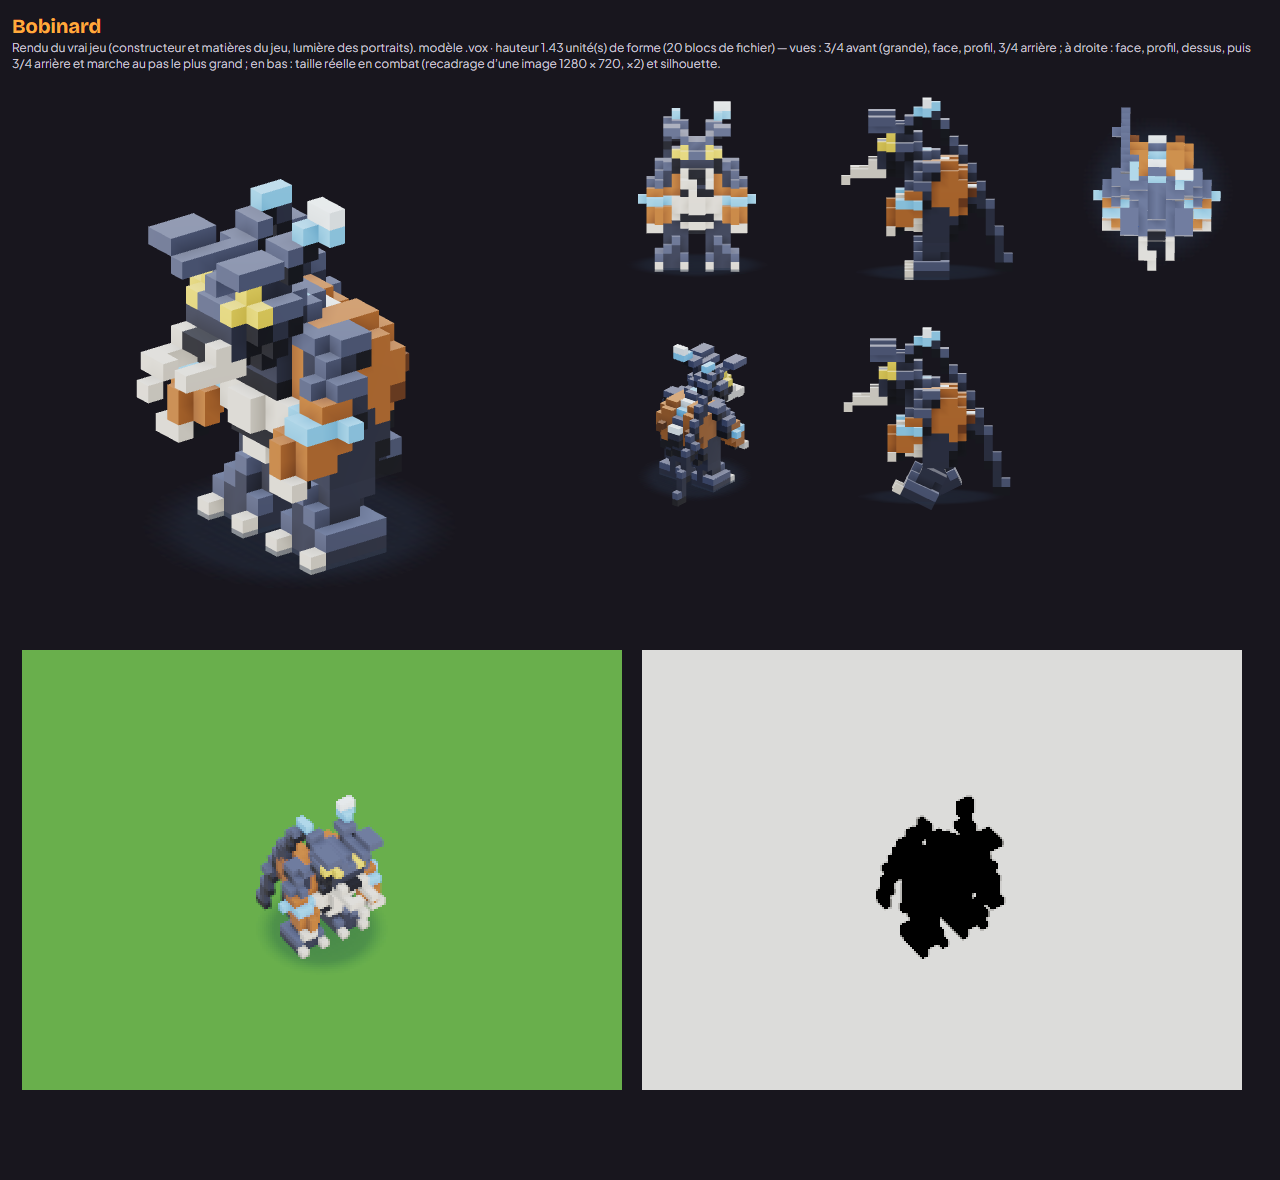 Bobinard
Rendu du vrai jeu (constructeur et matières du jeu, lumière des portraits). modèle .vox · hauteur 1.43 unité(s) de forme (20 blocs de fichier) — vues : 3/4 avant (grande), face, profil, 3/4 arrière ; à droite : face, profil, dessus, puis
3/4 arrière et marche au pas le plus grand ; en bas : taille réelle en combat (recadrage d’une image 1280 × 720, ×2) et silhouette.